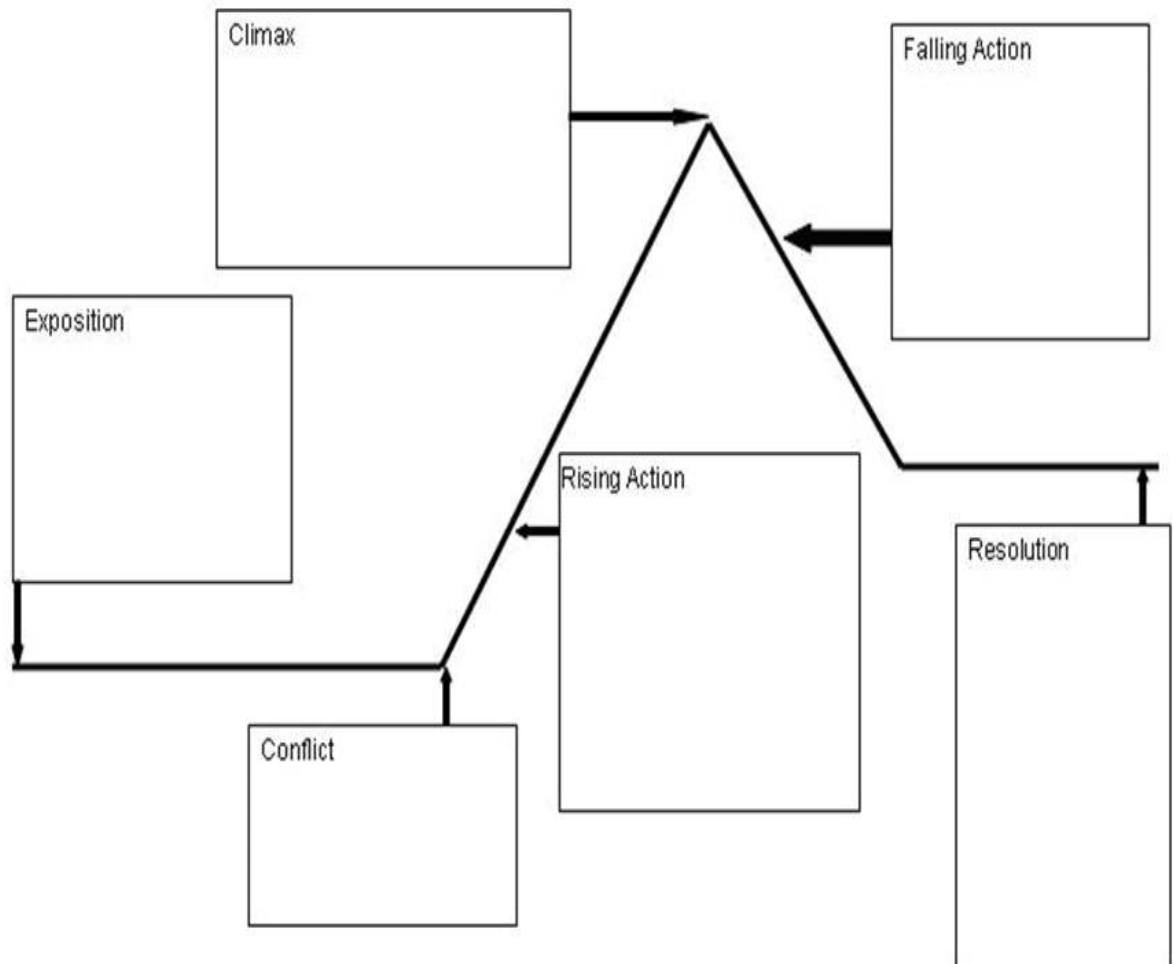 Climax
Falling Action
Exposition
Rising Action
Resolution
Conflict